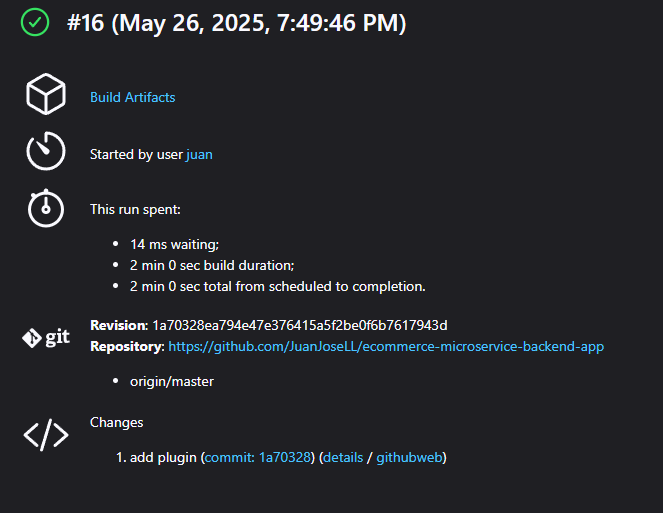 #16 (May 26, 2025, 7:49:46 PM)
Build Artifacts
Started by user juan
This run spent:
• 14 ms waiting;
• 2 min 0 sec build duration;
• 2 min 0 sec total from scheduled to completion.
git
Revision: 1a70328ea794e47e376415a5f2be0f6b7617943d
Repository: https://github.com/JuanJoseLL/ecommerce-microservice-backend-app
• origin/master
Changes
1. add plugin (commit: 1a70328) (details / githubweb)